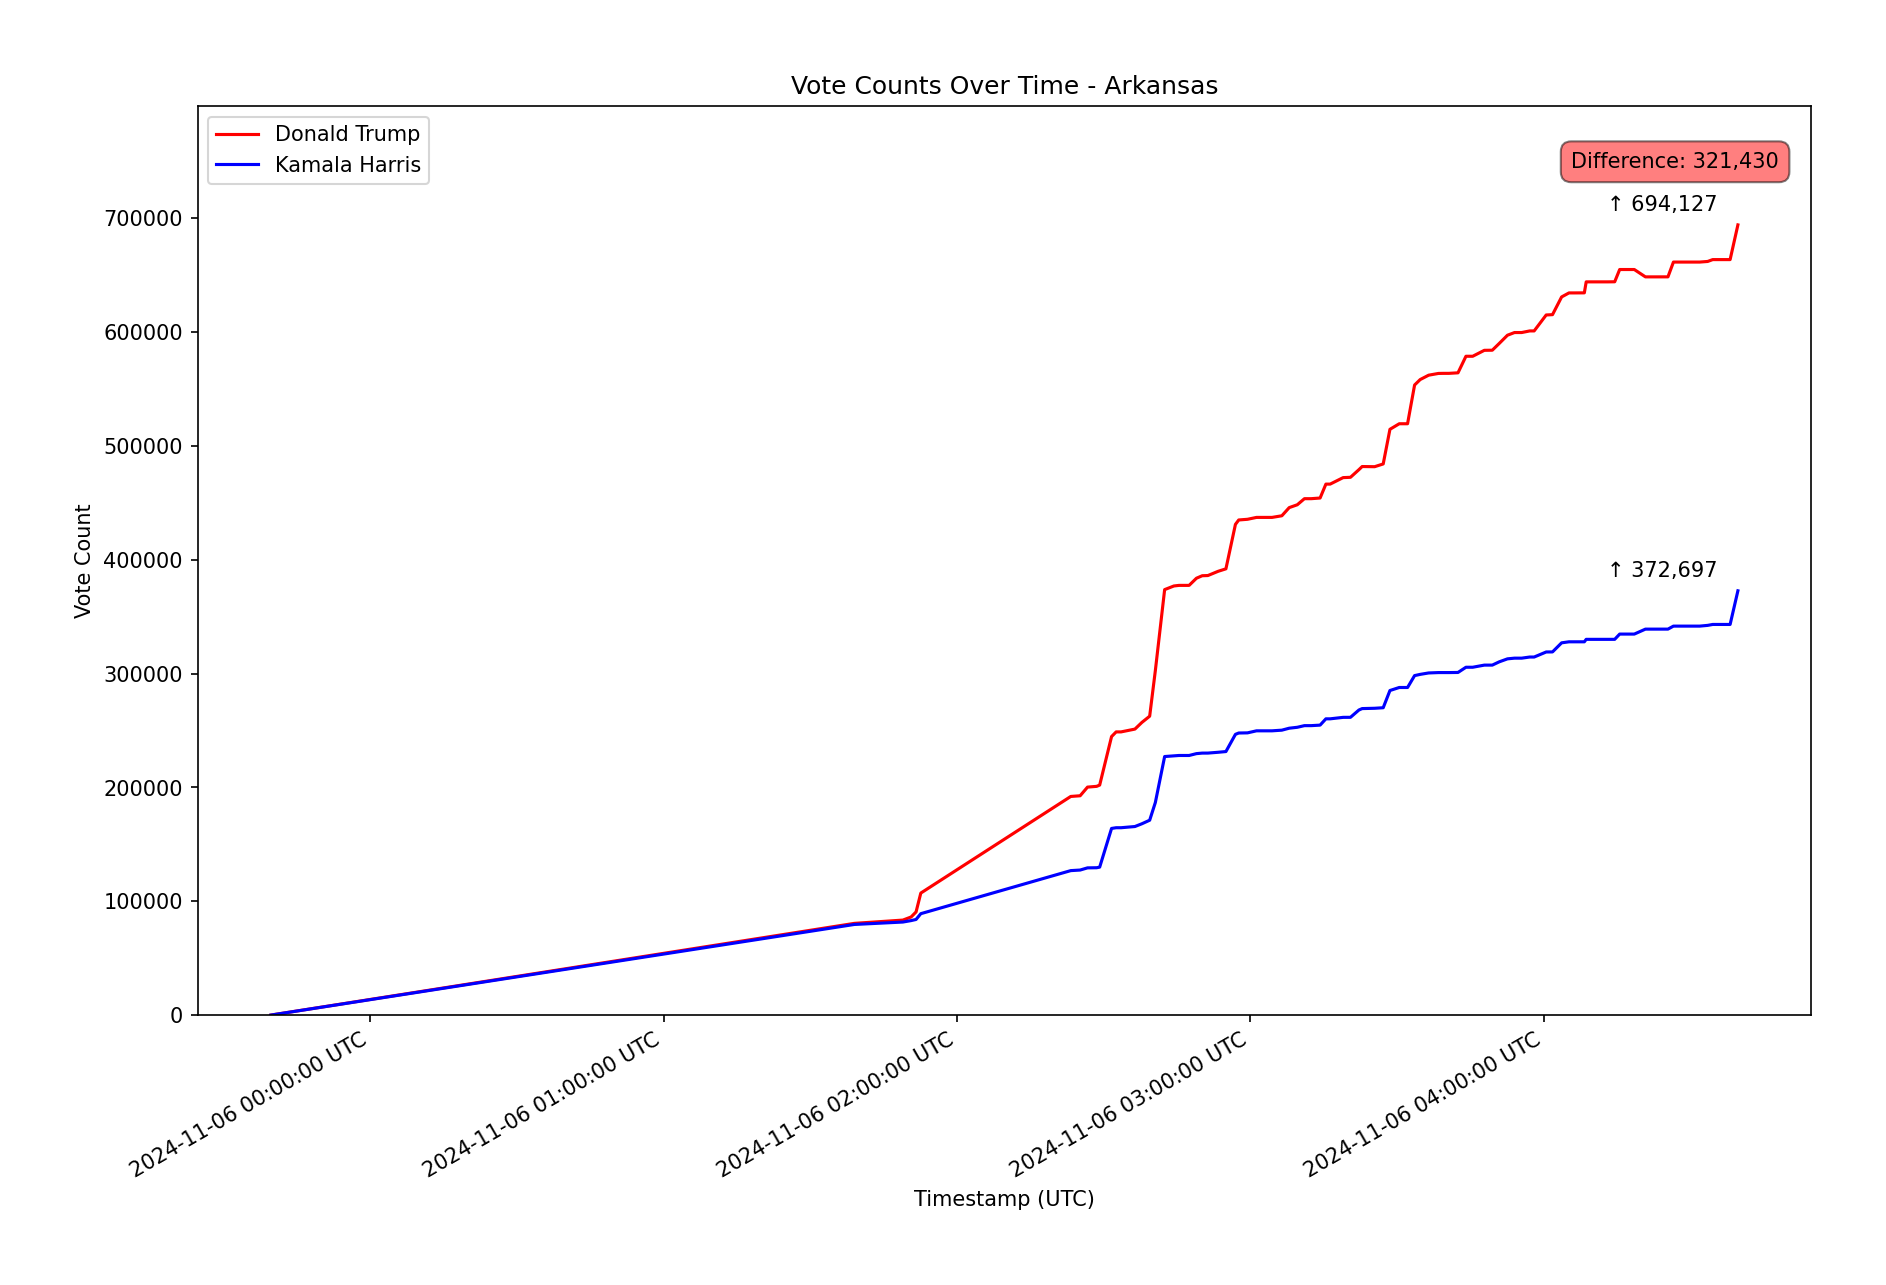 Vote Counts Over Time - Arkansas
Donald Trump
Kamala Harris
Difference: 321,430
↑ 694,127
↑ 372,697
Vote Count
700000
600000
500000
400000
300000
200000
100000
0
2024-11-06 00:00:00 UTC
2024-11-06 01:00:00 UTC
2024-11-06 02:00:00 UTC
2024-11-06 03:00:00 UTC
2024-11-06 04:00:00 UTC
Timestamp (UTC)